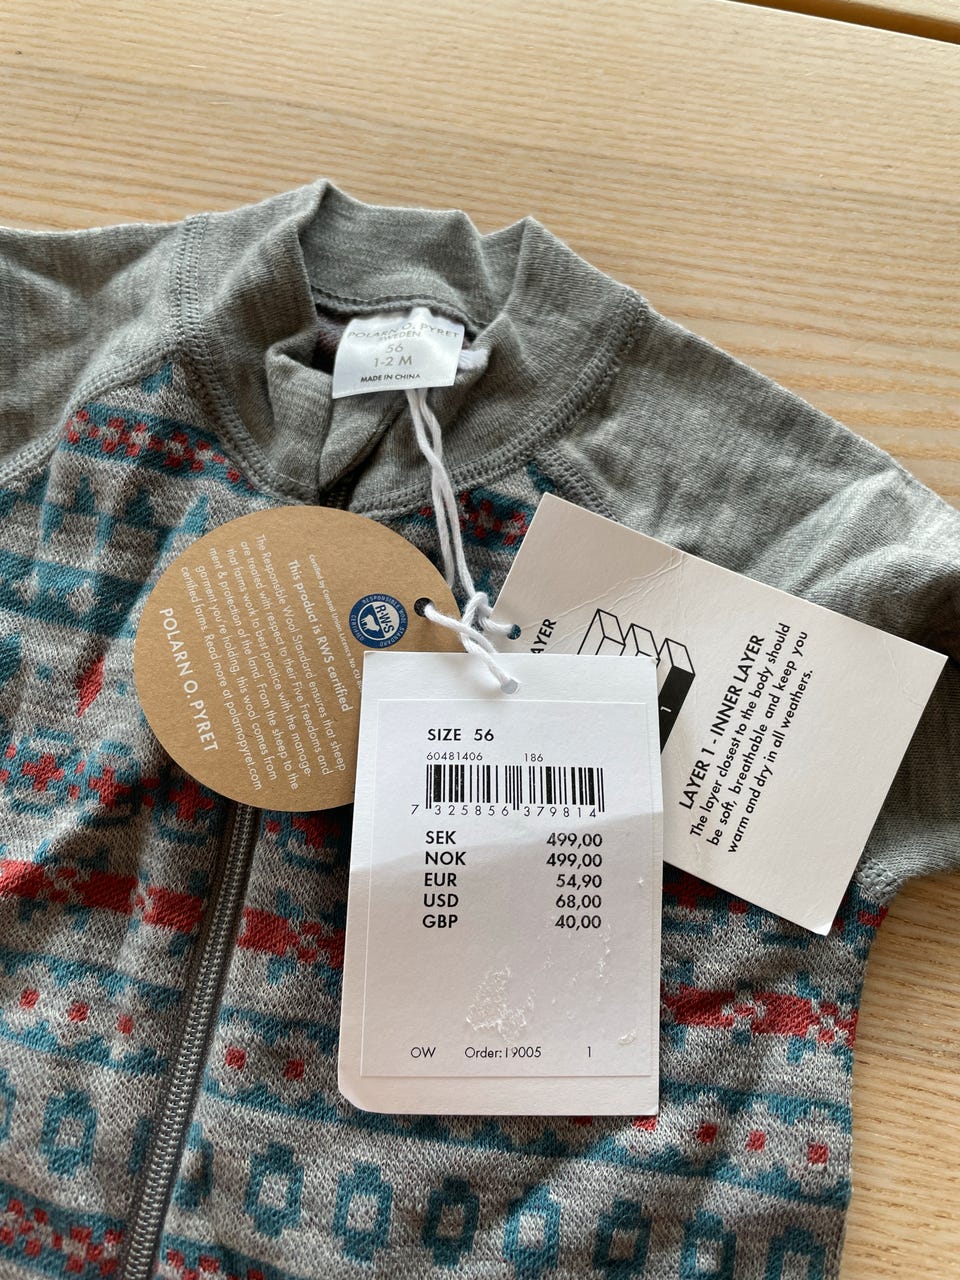 POLARN O. PYRET
SWEDEN
56
1-2 M
MADE IN CHINA
RESPONSIBLE WOOL STANDARD
R·W·S
CERTIFIED
This product is RWS certified
The Responsible Wool Standard ensures that sheep
are treated with respect to their Five Freedoms and
that farms work to best practice with the manage-
ment & protection of the land. From the sheep to the
garment you're holding, this wool comes from
certified farms. Read more at polarnopyret.com
POLARN O. PYRET
AYER
1
LAYER 1 - INNER LAYER
The layer closest to the body should
be soft, breathable and keep you
warm and dry in all weathers.
SIZE 56
60481406 186
7 325856 379814
SEK 499,00
NOK 499,00
EUR 54,90
USD 68,00
GBP 40,00
OW Order:19005 1